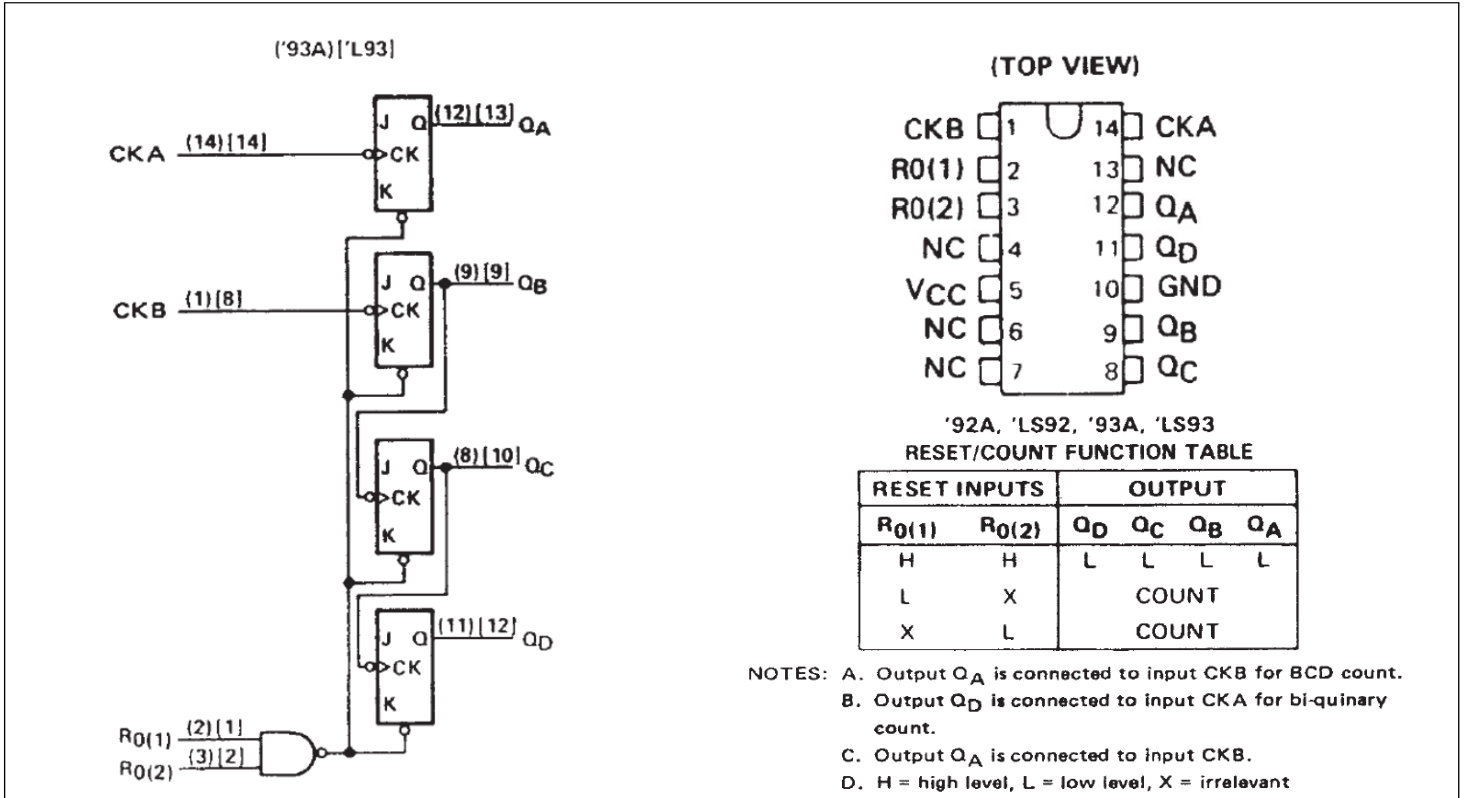 ('93A)['L93]
J Q
(12)[13] QA
CKA (14)[14]
CK
K
J Q
(9)[9] QB
CKB (1)[8]
CK
K
J Q
(8)[10] QC
CK
K
J Q
(11)[12] QD
CK
K
R0(1) (2)[1]
R0(2) (3)[2]
(TOP VIEW)
CKB 1 14 CKA
R0(1) 2 13 NC
R0(2) 3 12 QA
NC 4 11 QD
VCC 5 10 GND
NC 6 9 QB
NC 7 8 QC
'92A, 'LS92, '93A, 'LS93
RESET/COUNT FUNCTION TABLE
RESET INPUTS OUTPUT
R0(1) R0(2) QD QC QB QA
H H L L L L
L X COUNT
X L COUNT
NOTES: A. Output QA is connected to input CKB for BCD count.
B. Output QD is connected to input CKA for bi-quinary
count.
C. Output QA is connected to input CKB.
D. H = high level, L = low level, X = irrelevant